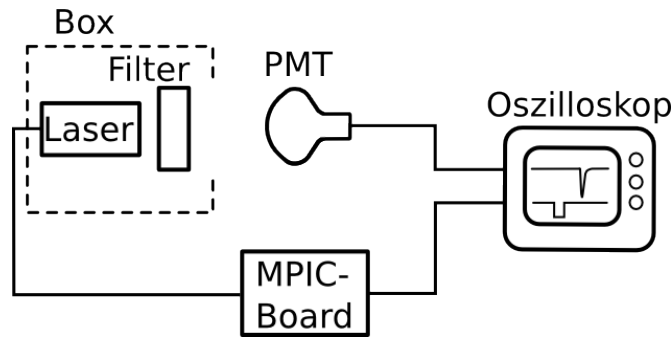 Box
Filter
Laser
PMT
Oszilloskop
MPIC-
Board